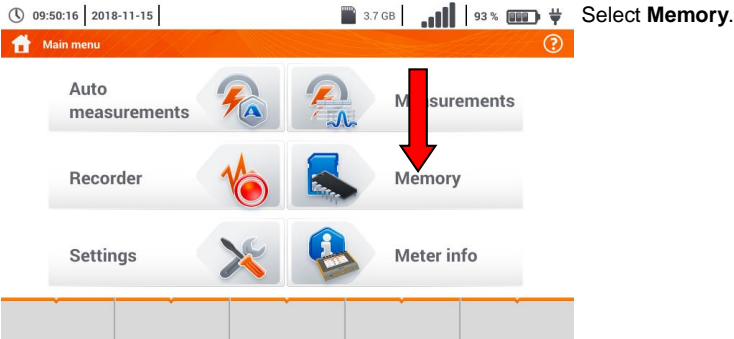 09:50:16 2018-11-15 3.7 GB 93 %
Select Memory.
Main menu ?
Auto
measurements
Measurements
Recorder
Memory
Settings
Meter info